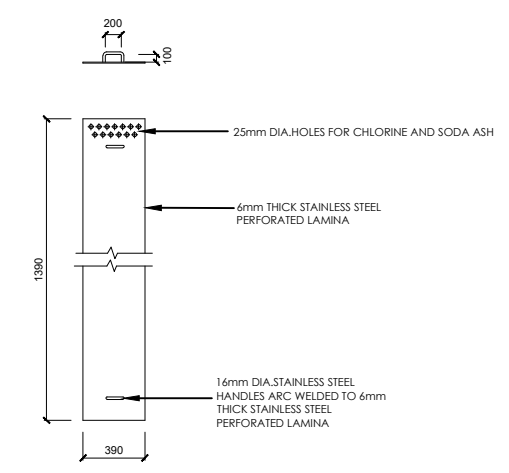 200
100
25mm DIA.HOLES FOR CHLORINE AND SODA ASH
6mm THICK STAINLESS STEEL
PERFORATED LAMINA
1390
16mm DIA.STAINLESS STEEL
HANDLES ARC WELDED TO 6mm
THICK STAINLESS STEEL
PERFORATED LAMINA
390